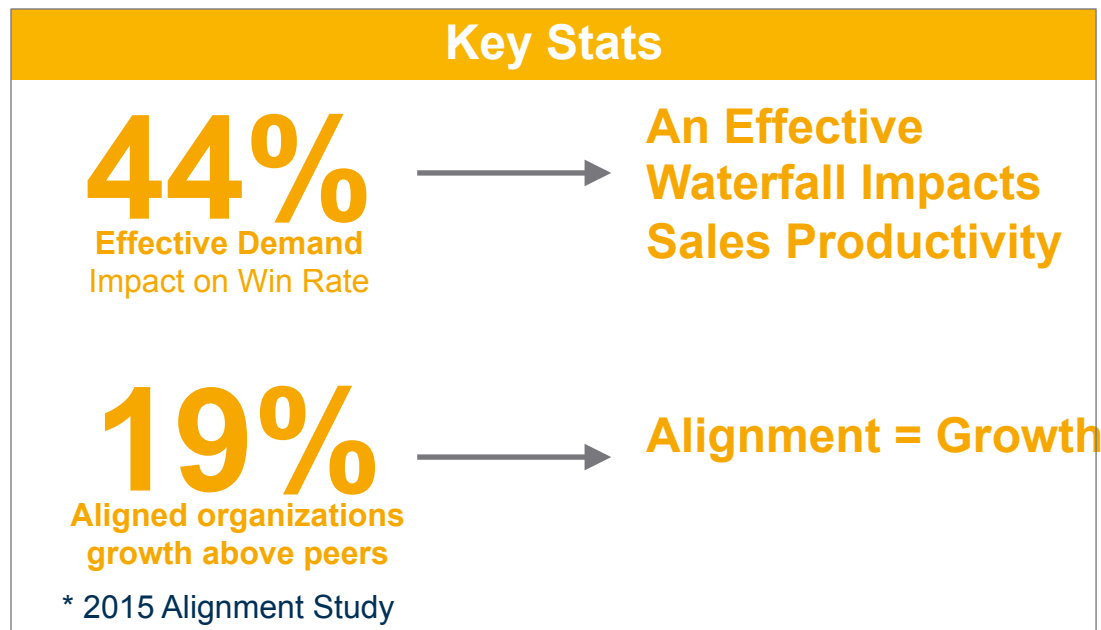 Key Stats
44%
Effective Demand
Impact on Win Rate
An Effective
Waterfall Impacts
Sales Productivity
19%
Aligned organizations
growth above peers
Alignment = Growth
* 2015 Alignment Study